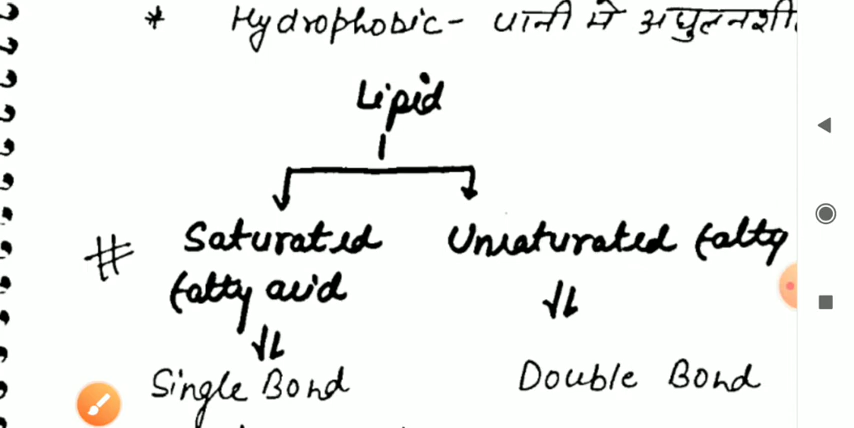 * Hydrophobic - पानी में अघुलनशी
Lipid
# Saturated fatty acid
Unsaturated fatty
Single Bond
Double Bond